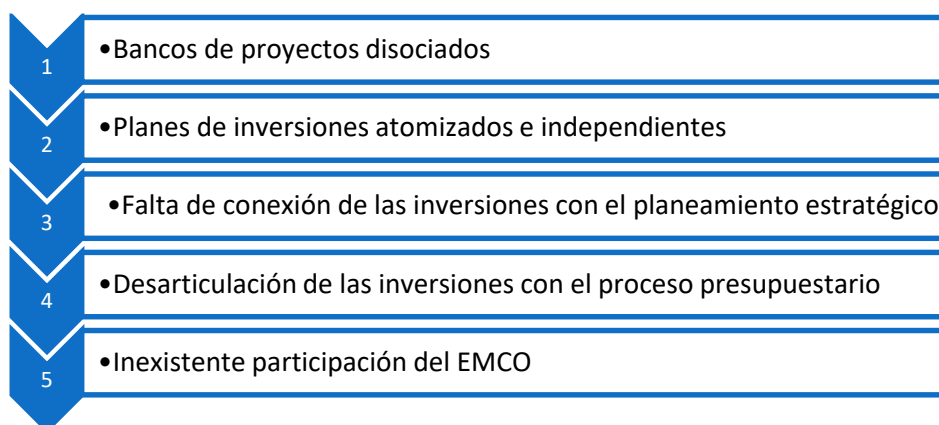 1 •Bancos de proyectos disociados
2 •Planes de inversiones atomizados e independientes
3 •Falta de conexión de las inversiones con el planeamiento estratégico
4 •Desarticulación de las inversiones con el proceso presupuestario
5 •Inexistente participación del EMCO